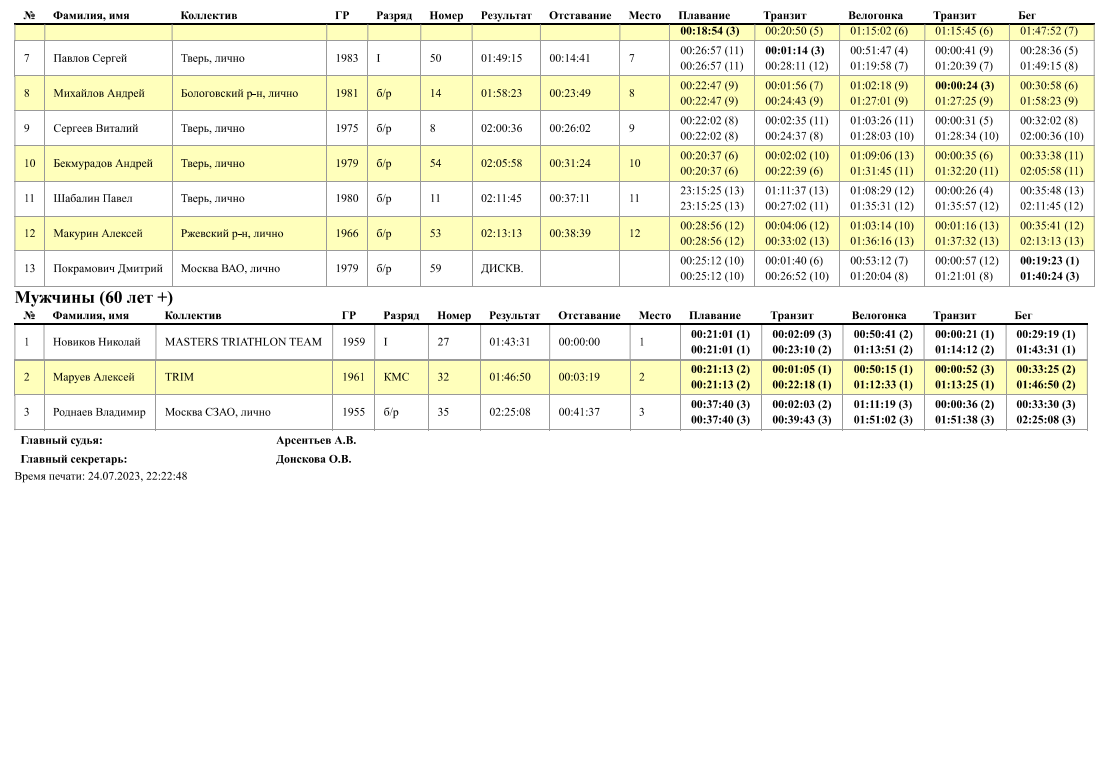 № Фамилия, имя Коллектив ГР Разряд Номер Результат Отставание Место Плавание Транзит Велогонка Транзит Бег
00:18:54 (3) 00:20:50 (5) 01:15:02 (6) 01:15:45 (6) 01:47:52 (7)
7 Павлов Сергей Тверь, лично 1983 I 50 01:49:15 00:14:41 7 00:26:57 (11) 00:01:14 (3) 00:51:47 (4) 00:00:41 (9) 00:28:36 (5)
00:26:57 (11) 00:28:11 (12) 01:19:58 (7) 01:20:39 (7) 01:49:15 (8)
8 Михайлов Андрей Бологовский р-н, лично 1981 б/р 14 01:58:23 00:23:49 8 00:22:47 (9) 00:01:56 (7) 01:02:18 (9) 00:00:24 (3) 00:30:58 (6)
00:22:47 (9) 00:24:43 (9) 01:27:01 (9) 01:27:25 (9) 01:58:23 (9)
9 Сергеев Виталий Тверь, лично 1975 б/р 8 02:00:36 00:26:02 9 00:22:02 (8) 00:02:35 (11) 01:03:26 (11) 00:00:31 (5) 00:32:02 (8)
00:22:02 (8) 00:24:37 (8) 01:28:03 (10) 01:28:34 (10) 02:00:36 (10)
10 Бекмурадов Андрей Тверь, лично 1979 б/р 54 02:05:58 00:31:24 10 00:20:37 (6) 00:02:02 (10) 01:09:06 (13) 00:00:35 (6) 00:33:38 (11)
00:20:37 (6) 00:22:39 (6) 01:31:45 (11) 01:32:20 (11) 02:05:58 (11)
11 Шабалин Павел Тверь, лично 1980 б/р 11 02:11:45 00:37:11 11 23:15:25 (13) 01:11:37 (13) 01:08:29 (12) 00:00:26 (4) 00:35:48 (13)
23:15:25 (13) 00:27:02 (11) 01:35:31 (12) 01:35:57 (12) 02:11:45 (12)
12 Макурин Алексей Ржевский р-н, лично 1966 б/р 53 02:13:13 00:38:39 12 00:28:56 (12) 00:04:06 (12) 01:03:14 (10) 00:01:16 (13) 00:35:41 (12)
00:28:56 (12) 00:33:02 (13) 01:36:16 (13) 01:37:32 (13) 02:13:13 (13)
13 Покрамович Дмитрий Москва ВАО, лично 1979 б/р 59 ДИСКВ. 00:25:12 (10) 00:01:40 (6) 00:53:12 (7) 00:00:57 (12) 00:19:23 (1)
00:25:12 (10) 00:26:52 (10) 01:20:04 (8) 01:21:01 (8) 01:40:24 (3)
Мужчины (60 лет +)
№ Фамилия, имя Коллектив ГР Разряд Номер Результат Отставание Место Плавание Транзит Велогонка Транзит Бег
1 Новиков Николай MASTERS TRIATHLON TEAM 1959 I 27 01:43:31 00:00:00 1 00:21:01 (1) 00:02:09 (3) 00:50:41 (2) 00:00:21 (1) 00:29:19 (1)
00:21:01 (1) 00:23:10 (2) 01:13:51 (2) 01:14:12 (2) 01:43:31 (1)
2 Маруев Алексей TRIM 1961 КМС 32 01:46:50 00:03:19 2 00:21:13 (2) 00:01:05 (1) 00:50:15 (1) 00:00:52 (3) 00:33:25 (2)
00:21:13 (2) 00:22:18 (1) 01:12:33 (1) 01:13:25 (1) 01:46:50 (2)
3 Роднаев Владимир Москва СЗАО, лично 1955 б/р 35 02:25:08 00:41:37 3 00:37:40 (3) 00:02:03 (2) 01:11:19 (3) 00:00:36 (2) 00:33:30 (3)
00:37:40 (3) 00:39:43 (3) 01:51:02 (3) 01:51:38 (3) 02:25:08 (3)
Главный судья: Арсентьев А.В.
Главный секретарь: Донскова О.В.
Время печати: 24.07.2023, 22:22:48